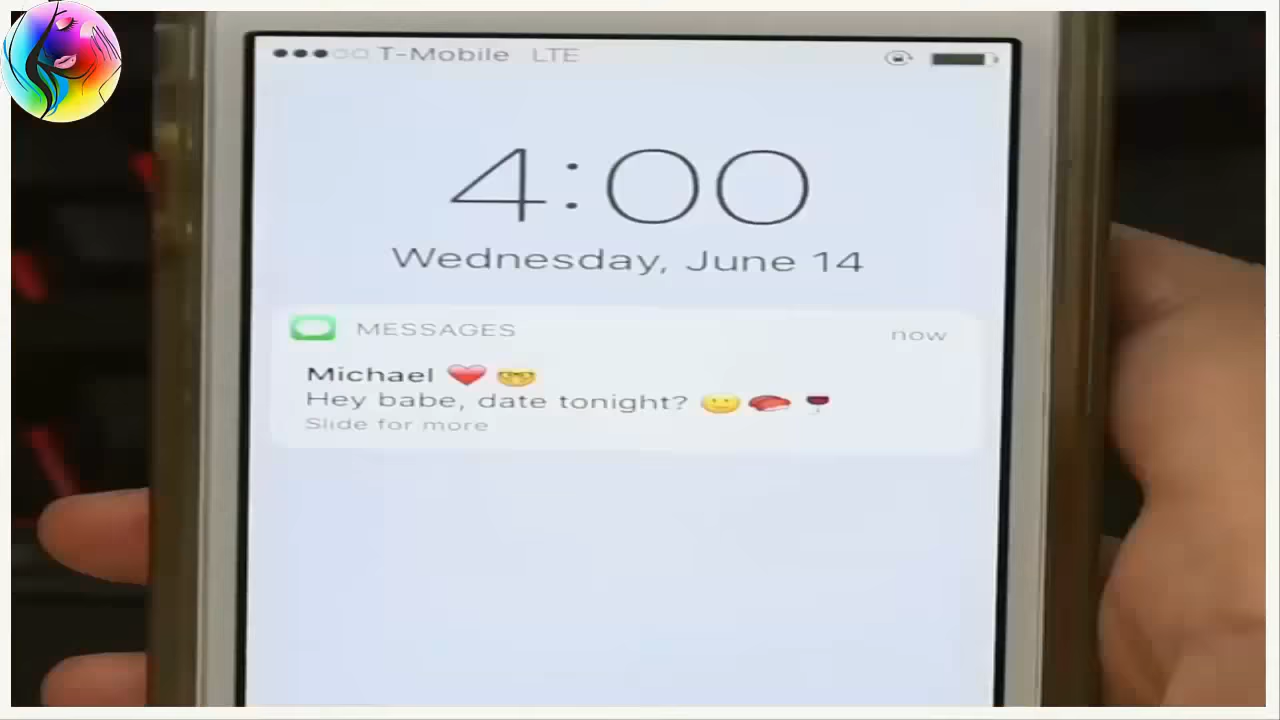 T-Mobile LTE
4:00
Wednesday, June 14
MESSAGES now
Michael ❤️ 🤓
Hey babe, date tonight? 🙂 🍣 🍷
Slide for more